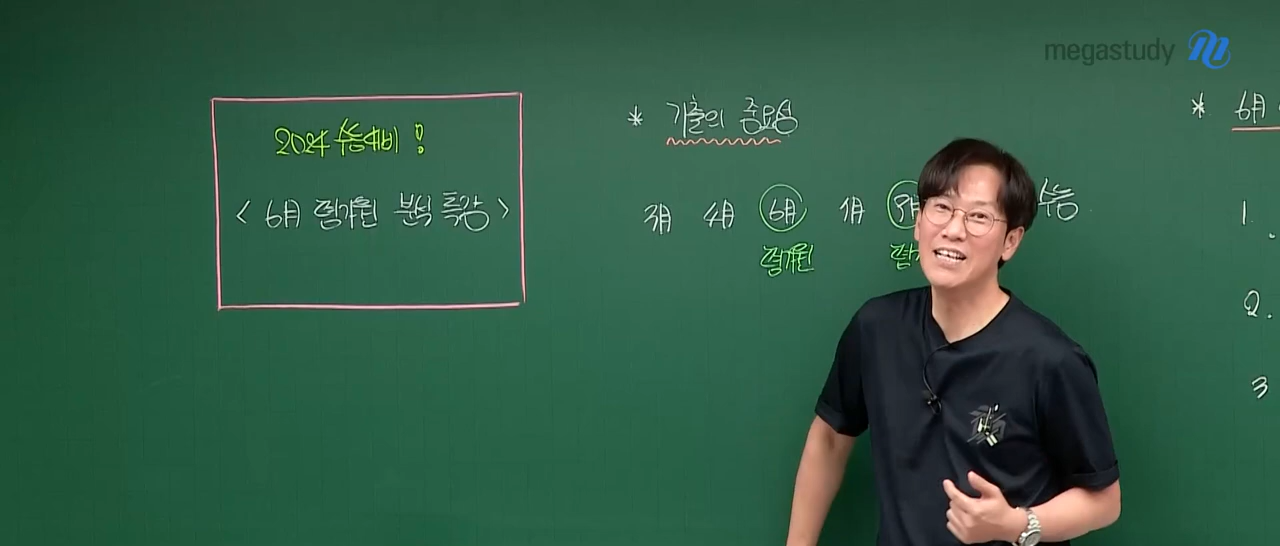 megastudy
2024 수능대비 !
< 6月 평가원 분석 특강 >
* 기출의 중요성
3月 4月 6月 7月 9月 수능
평가원 평가
* 6月
1.
2.
3